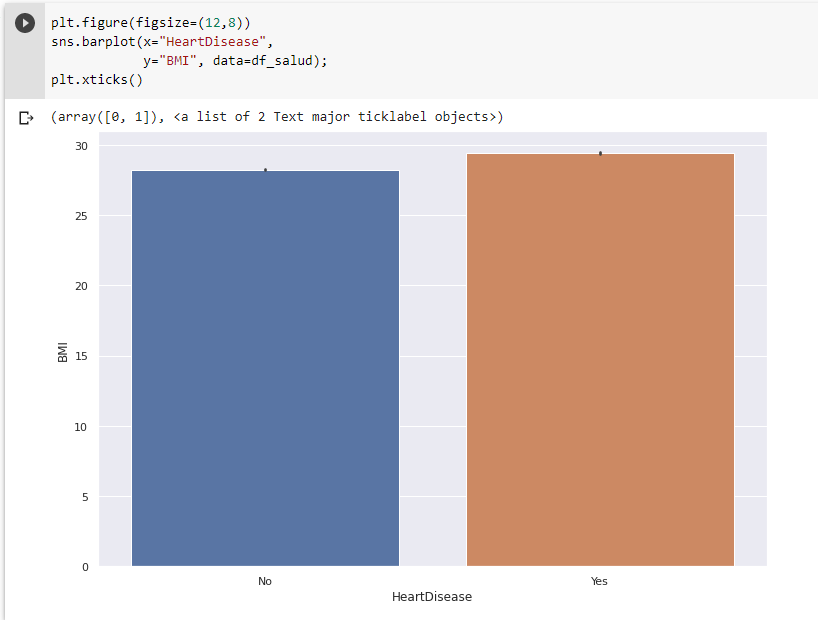 plt.figure(figsize=(12,8))
sns.barplot(x="HeartDisease",
            y="BMI", data=df_salud);
plt.xticks()
(array([0, 1]), <a list of 2 Text major ticklabel objects>)
30
25
20
15
10
5
0
BMI
No
Yes
HeartDisease